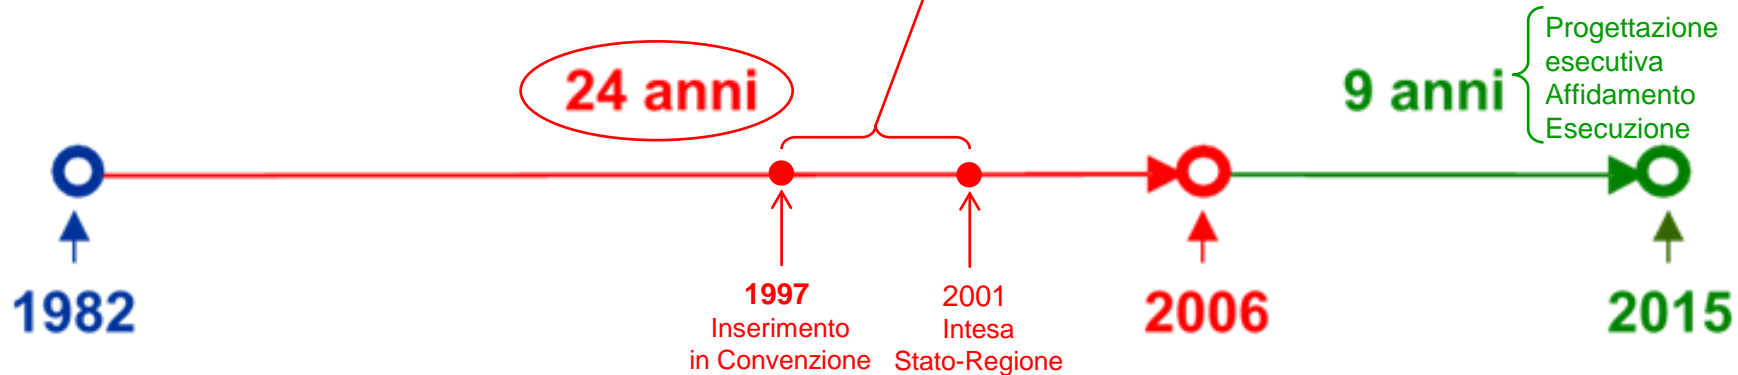 24 anni
9 anni
Progettazione
esecutiva
Affidamento
Esecuzione
1982
1997
Inserimento
in Convenzione
2001
Intesa
Stato-Regione
2006
2015